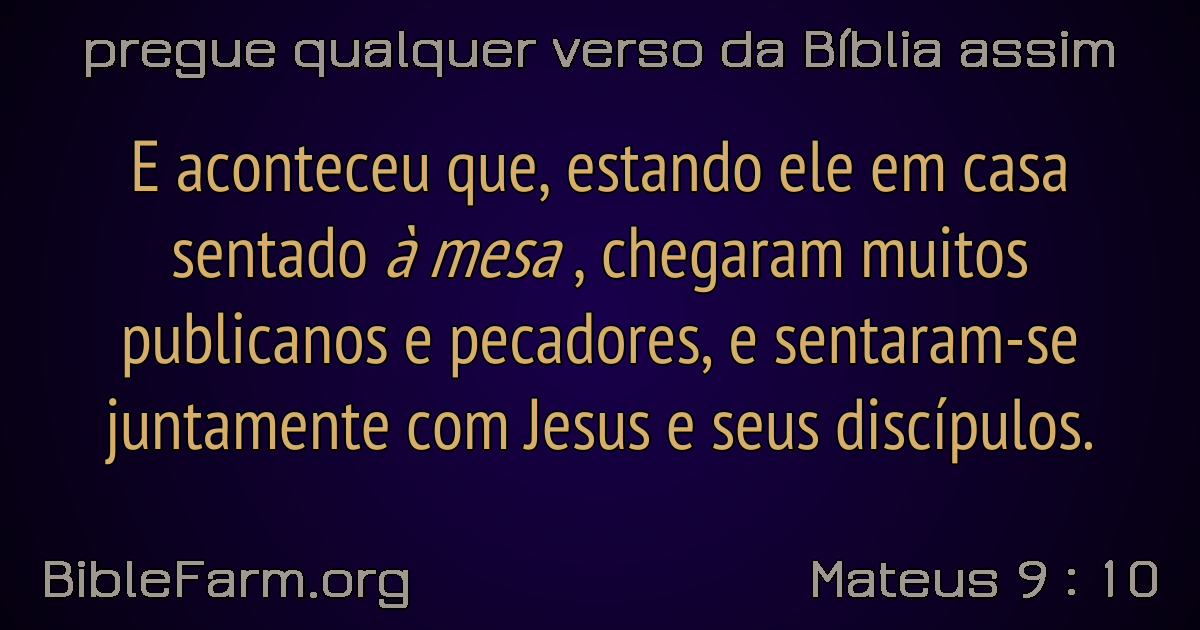 pregue qualquer verso da Bíblia assim
E aconteceu que, estando ele em casa
sentado à mesa , chegaram muitos
publicanos e pecadores, e sentaram-se
juntamente com Jesus e seus discípulos.
BibleFarm.org
Mateus 9 : 10